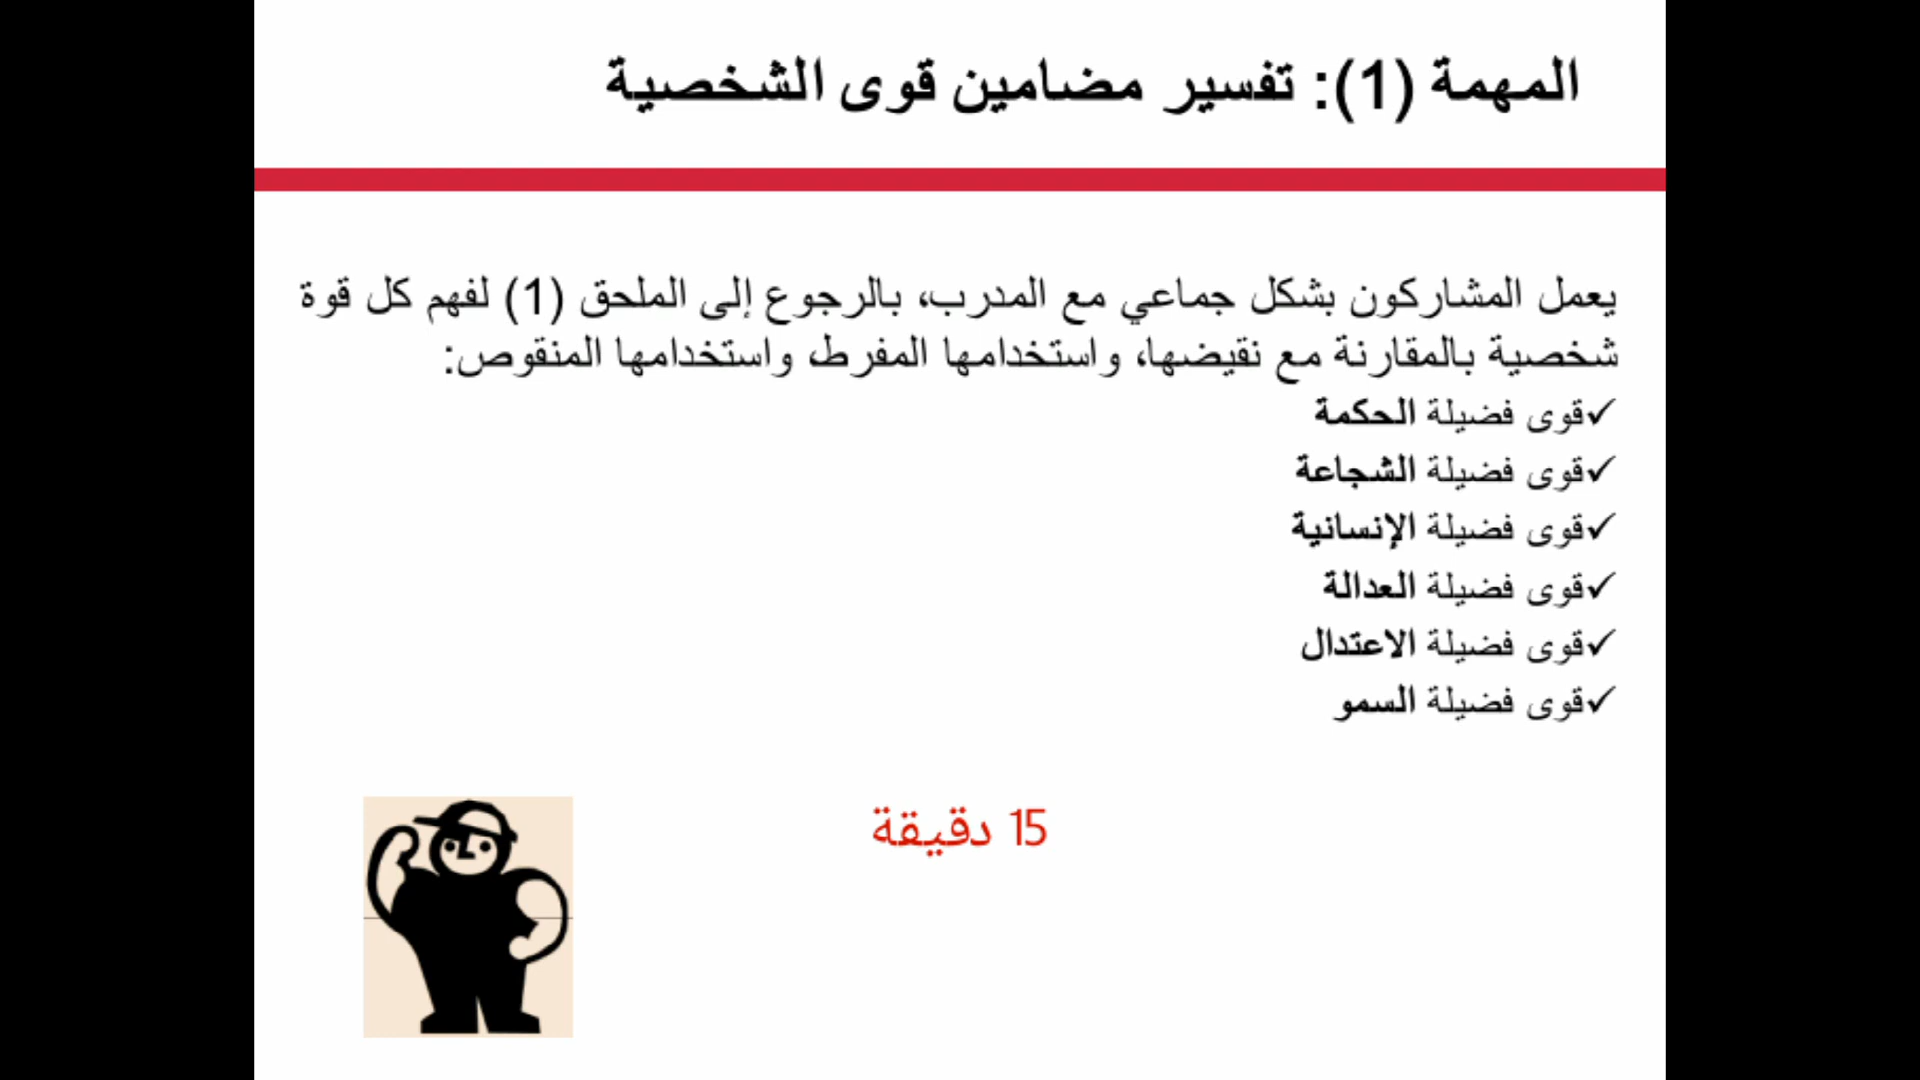 المهمة (1): تفسير مضامين قوى الشخصية
يعمل المشاركون بشكل جماعي مع المدرب، بالرجوع إلى الملحق (1) لفهم كل قوة
شخصية بالمقارنة مع نقيضها، واستخدامها المفرط، واستخدامها المنقوص:
✓قوى فضيلة الحكمة
✓قوى فضيلة الشجاعة
✓قوى فضيلة الإنسانية
✓قوى فضيلة العدالة
✓قوى فضيلة الاعتدال
✓قوى فضيلة السمو
15 دقيقة